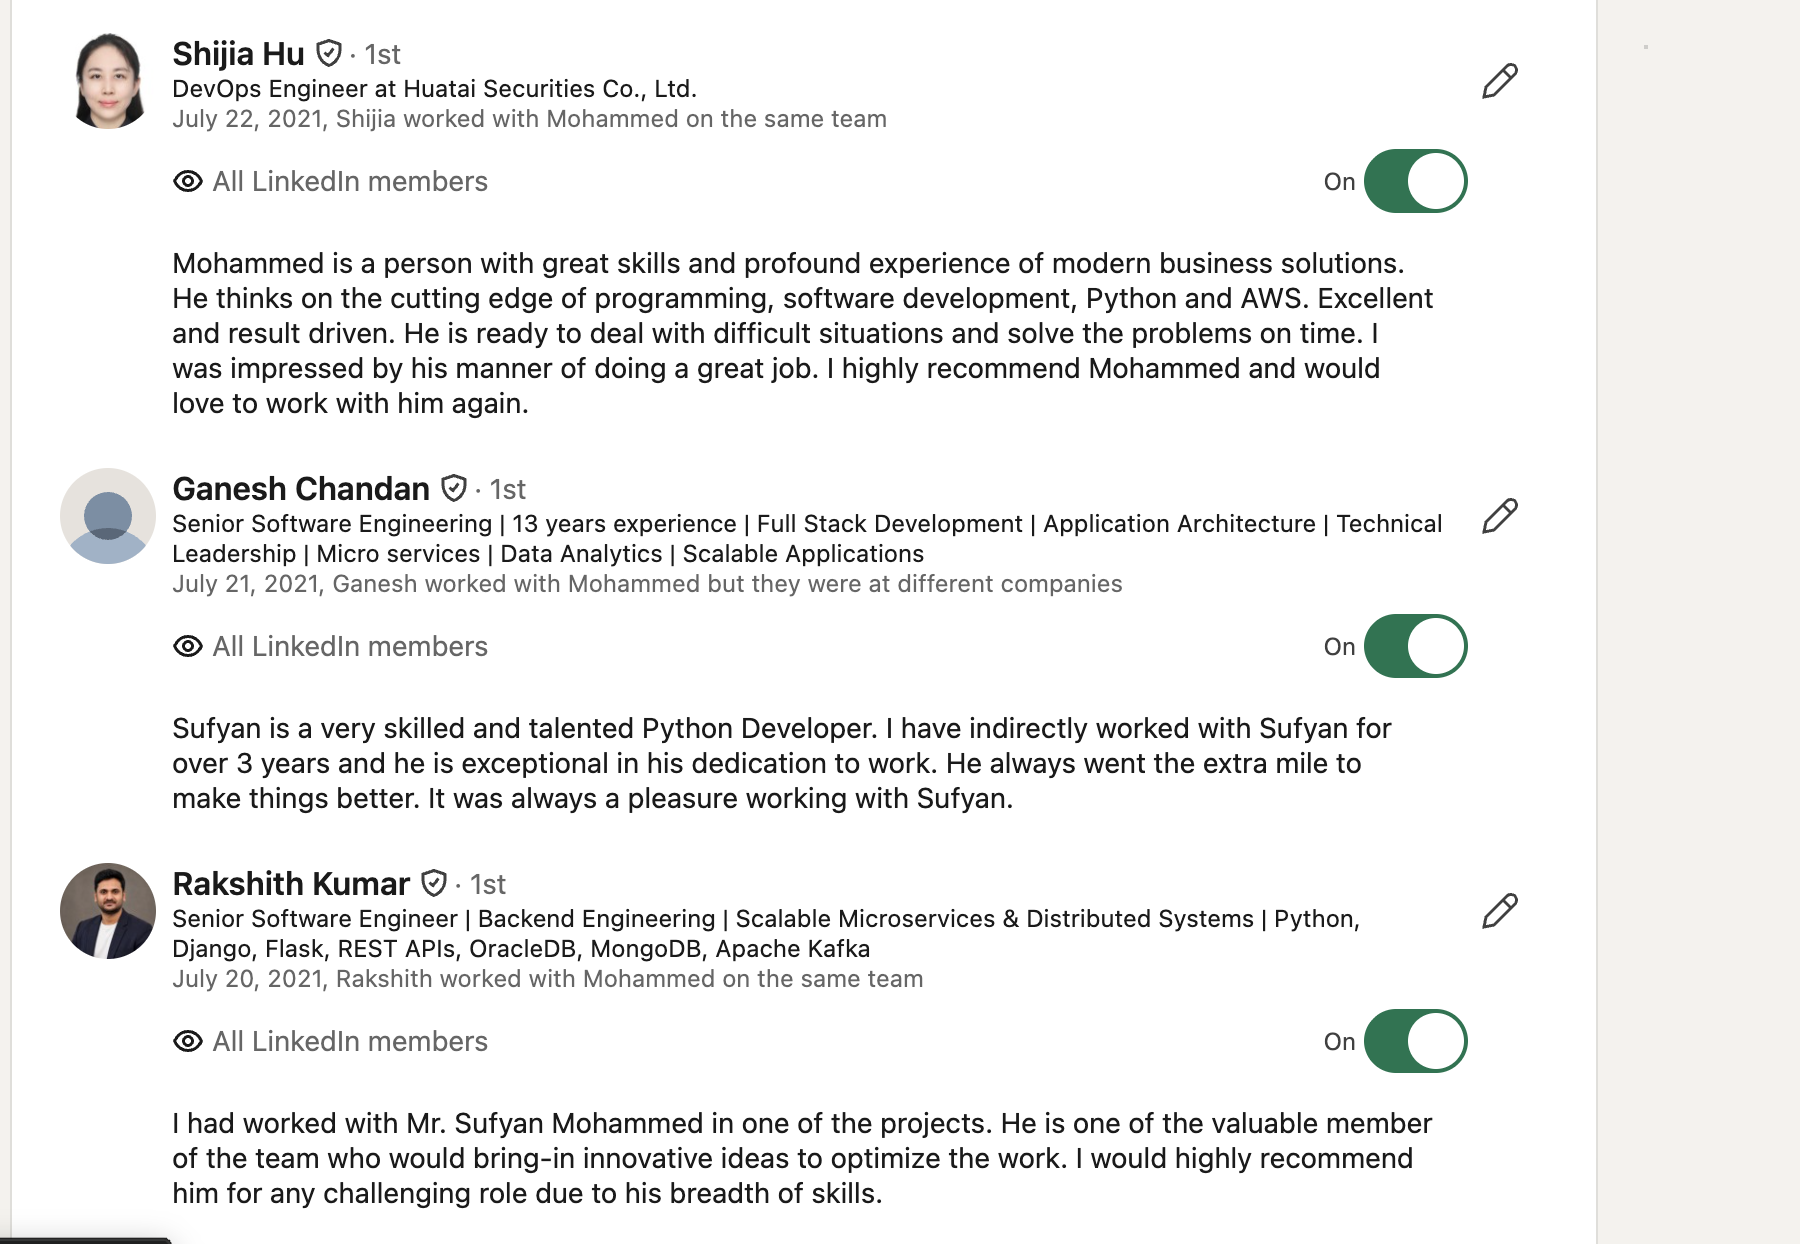 Shijia Hu · 1st
DevOps Engineer at Huatai Securities Co., Ltd.
July 22, 2021, Shijia worked with Mohammed on the same team
All LinkedIn members
On
Mohammed is a person with great skills and profound experience of modern business solutions.
He thinks on the cutting edge of programming, software development, Python and AWS. Excellent
and result driven. He is ready to deal with difficult situations and solve the problems on time. I
was impressed by his manner of doing a great job. I highly recommend Mohammed and would
love to work with him again.
Ganesh Chandan · 1st
Senior Software Engineering | 13 years experience | Full Stack Development | Application Architecture | Technical
Leadership | Micro services | Data Analytics | Scalable Applications
July 21, 2021, Ganesh worked with Mohammed but they were at different companies
All LinkedIn members
On
Sufyan is a very skilled and talented Python Developer. I have indirectly worked with Sufyan for
over 3 years and he is exceptional in his dedication to work. He always went the extra mile to
make things better. It was always a pleasure working with Sufyan.
Rakshith Kumar · 1st
Senior Software Engineer | Backend Engineering | Scalable Microservices & Distributed Systems | Python,
Django, Flask, REST APIs, OracleDB, MongoDB, Apache Kafka
July 20, 2021, Rakshith worked with Mohammed on the same team
All LinkedIn members
On
I had worked with Mr. Sufyan Mohammed in one of the projects. He is one of the valuable member
of the team who would bring-in innovative ideas to optimize the work. I would highly recommend
him for any challenging role due to his breadth of skills.